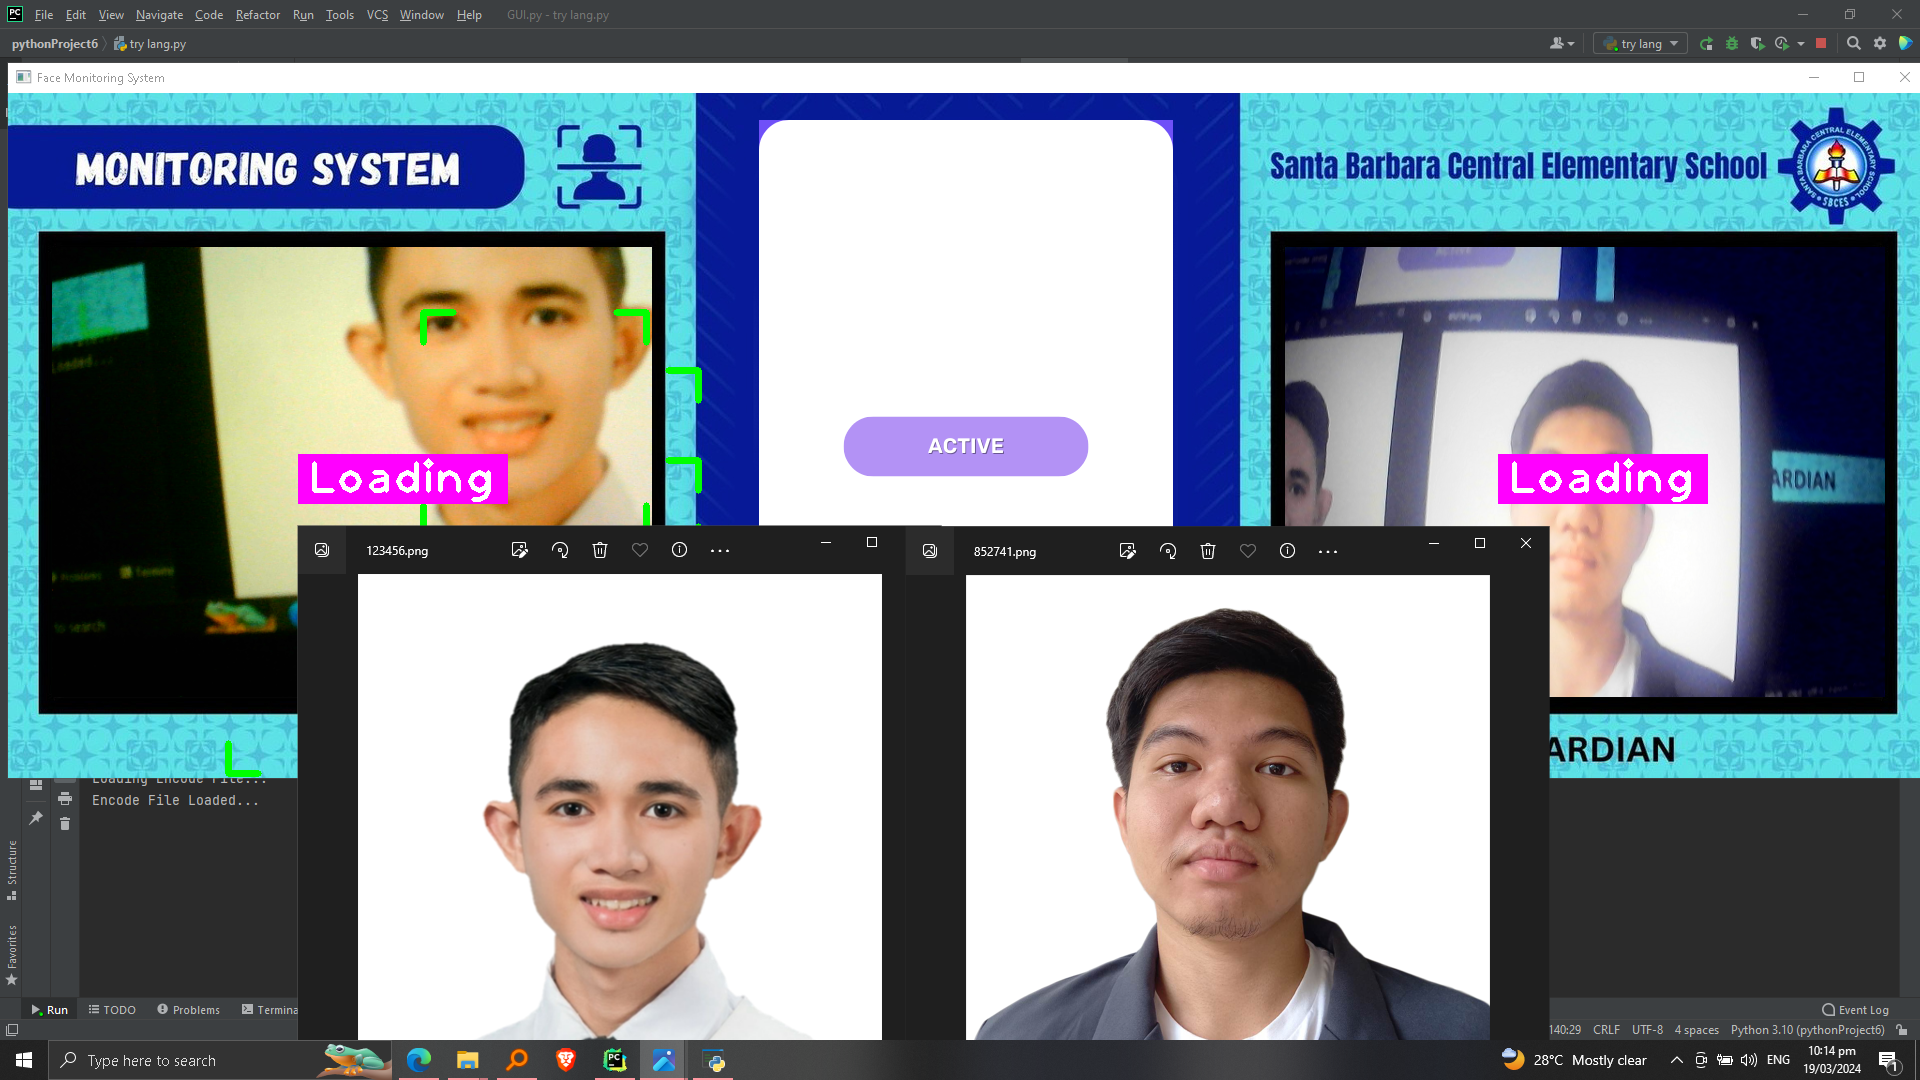 PC File Edit View Navigate Code Refactor Run Tools VCS Window Help GUI.py - try lang.py
pythonProject6 try lang.py try lang
Face Monitoring System
MONITORING SYSTEM
Santa Barbara Central Elementary School
SANTA BARBARA CENTRAL ELEMENTARY SCHOOL
SBCES
ACTIVE
Loading
Loading
ARDIAN
123456.png
852741.png
ARDIAN
Loading Encode File...
Encode File Loaded...
Structure
Favorites
Run TODO Problems Termina Event Log
140:29 CRLF UTF-8 4 spaces Python 3.10 (pythonProject6)
Type here to search PC 28°C Mostly clear ENG 10:14 pm
19/03/2024
1